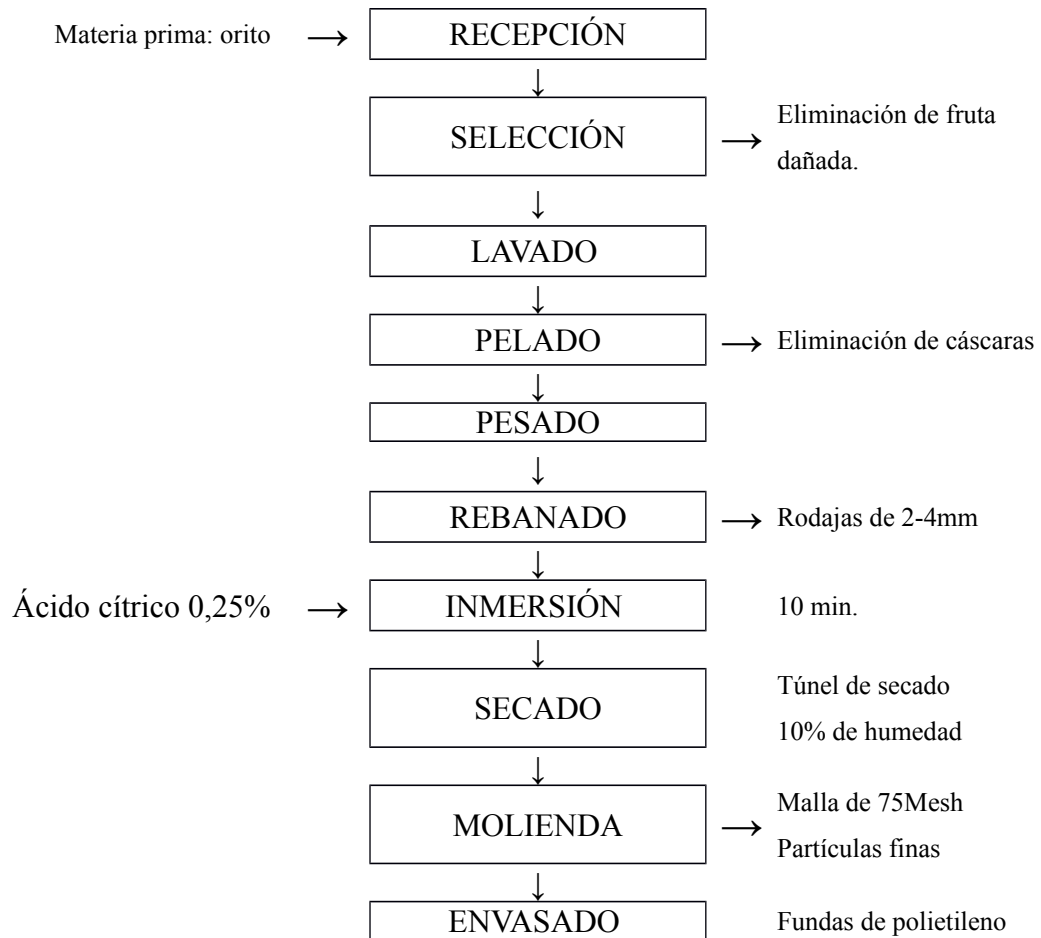 Materia prima: orito → RECEPCIÓN
↓
SELECCIÓN → Eliminación de fruta
dañada.
↓
LAVADO
↓
PELADO → Eliminación de cáscaras
↓
PESADO
↓
REBANADO → Rodajas de 2-4mm
↓
Ácido cítrico 0,25% → INMERSIÓN 10 min.
↓
SECADO Túnel de secado
10% de humedad
↓
MOLIENDA → Malla de 75Mesh
Partículas finas
↓
ENVASADO Fundas de polietileno